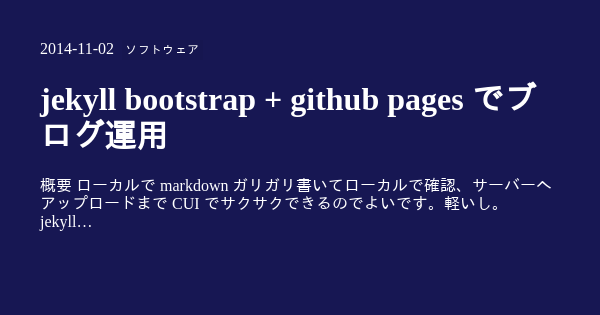 2014-11-02 ソフトウェア
jekyll bootstrap + github pages でブ
ログ運用
概要 ローカルで markdown ガリガリ書いてローカルで確認、サーバーへ
アップロードまで CUI でサクサクできるのでよいです。軽いし。
jekyll…